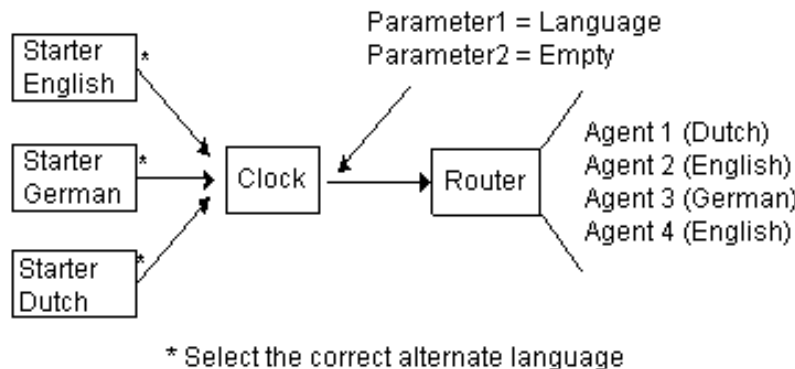 Parameter1 = Language
Parameter2 = Empty
Starter
English
*
Starter
German
*
Starter
Dutch
*
Clock
Router
Agent 1 (Dutch)
Agent 2 (English)
Agent 3 (German)
Agent 4 (English)
* Select the correct alternate language